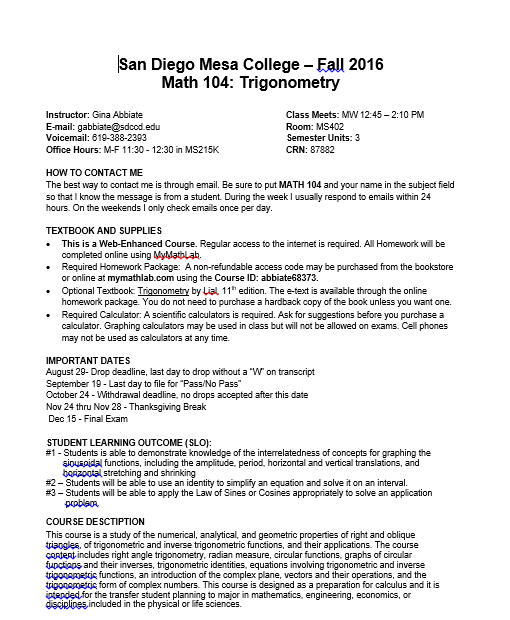 San Diego Mesa College – Fall 2016
Math 104: Trigonometry
Instructor: Gina Abbiate
Class Meets: MW 12:45 – 2:10 PM
E-mail: gabbiate@sdccd.edu
Room: MS402
Voicemail: 619-388-2393
Semester Units: 3
Office Hours: M-F 11:30 - 12:30 in MS215K
CRN: 87882
HOW TO CONTACT ME
The best way to contact me is through email. Be sure to put MATH 104 and your name in the subject field
so that I know the message is from a student. During the week I usually respond to emails within 24
hours. On the weekends I only check emails once per day.
TEXTBOOK AND SUPPLIES
• This is a Web-Enhanced Course. Regular access to the internet is required. All Homework will be
completed online using MyMathLab.
• Required Homework Package: A non-refundable access code may be purchased from the bookstore
or online at mymathlab.com using the Course ID: abbiate68373.
• Optional Textbook: Trigonometry by Lial, 11th edition. The e-text is available through the online
homework package. You do not need to purchase a hardback copy of the book unless you want one.
• Required Calculator: A scientific calculators is required. Ask for suggestions before you purchase a
calculator. Graphing calculators may be used in class but will not be allowed on exams. Cell phones
may not be used as calculators at any time.
IMPORTANT DATES
August 29- Drop deadline, last day to drop without a “W” on transcript
September 19 - Last day to file for “Pass/No Pass”
October 24 - Withdrawal deadline, no drops accepted after this date
Nov 24 thru Nov 28 - Thanksgiving Break
Dec 15 - Final Exam
STUDENT LEARNING OUTCOME (SLO):
#1 - Students is able to demonstrate knowledge of the interrelatedness of concepts for graphing the
sinusoidal functions, including the amplitude, period, horizontal and vertical translations, and
horizontal stretching and shrinking
#2 – Students will be able to use an identity to simplify an equation and solve it on an interval.
#3 – Students will be able to apply the Law of Sines or Cosines appropriately to solve an application
problem.
COURSE DESCTIPTION
This course is a study of the numerical, analytical, and geometric properties of right and oblique
triangles, of trigonometric and inverse trigonometric functions, and their applications. The course
content includes right angle trigonometry, radian measure, circular functions, graphs of circular
functions and their inverses, trigonometric identities, equations involving trigonometric and inverse
trigonometric functions, an introduction of the complex plane, vectors and their operations, and the
trigonometric form of complex numbers. This course is designed as a preparation for calculus and it is
intended for the transfer student planning to major in mathematics, engineering, economics, or
disciplines included in the physical or life sciences.